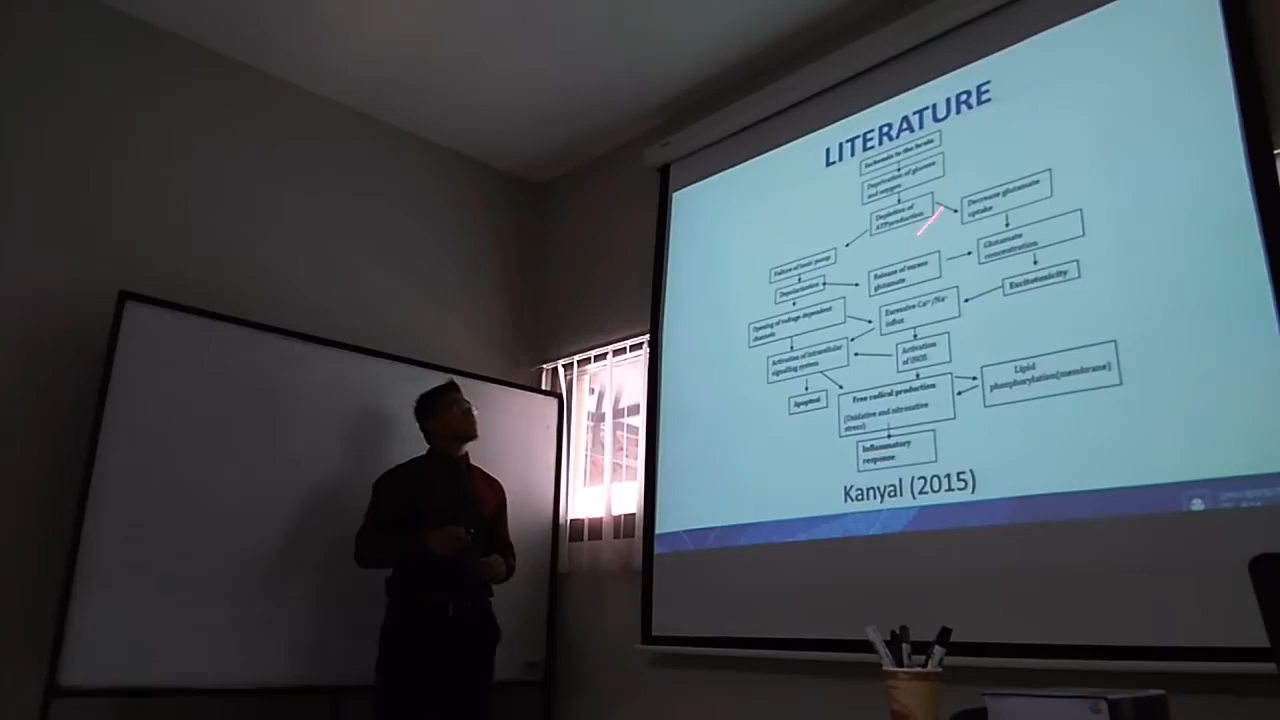 LITERATURE
Ischemia to the brain
Deprivation of glucose
and oxygen
Depletion of
ATPproduction
Decrease glutamate
uptake
Glutamate
concentration
Failure of ionic pump
Release of excess
glutamate
Excitotoxicity
Depolarization
Excessive Ca²⁺/Na⁺
influx
Opening of voltage dependent
channels
Activation
of iNOS
Activation of intracellular
signaling system
Lipid
phosphorylation(membrane)
Apoptosis
Free radical production
(Oxidative and nitrosative
stress)
Inflammatory
response
Kanyal (2015)